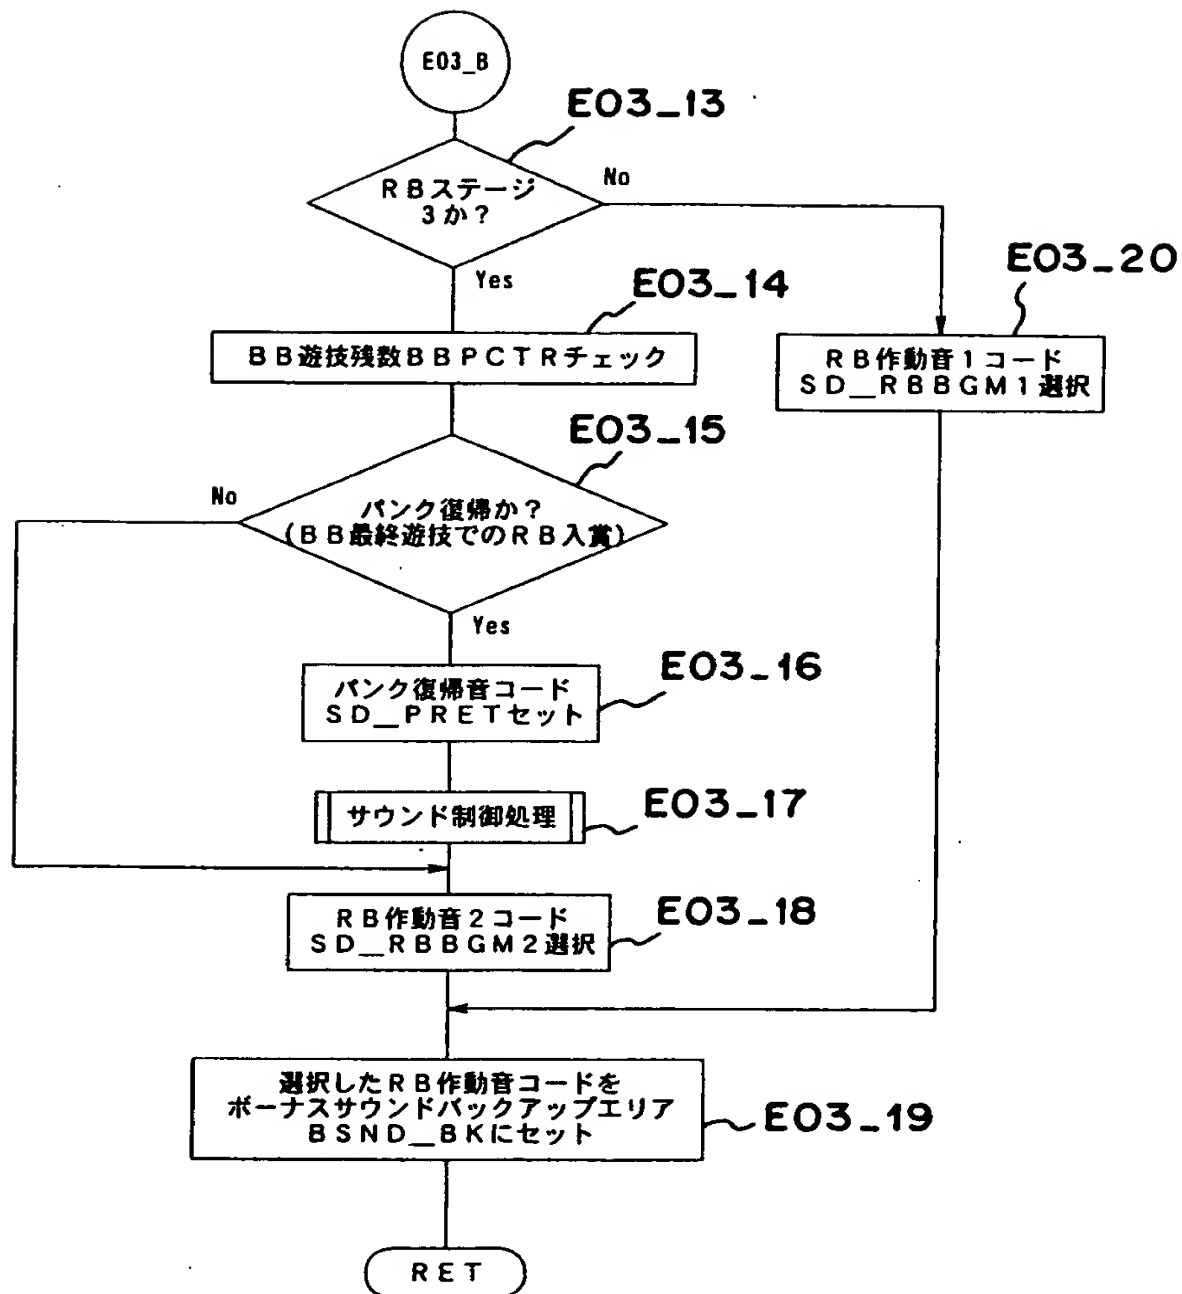 E03_B
E03_13
RBステージ
3か?
No
Yes
E03_14
E03_20
BB遊技残数BBPCTRチェック
RB作動音1コード
SD__RBBGM1選択
E03_15
No
パンク復帰か?
(BB最終遊技でのRB入賞)
Yes
E03_16
パンク復帰音コード
SD__PRETセット
E03_17
サウンド制御処理
E03_18
RB作動音2コード
SD__RBBGM2選択
選択したRB作動音コードを
ボーナスサウンドバックアップエリア
BSND__BKにセット
E03_19
RET